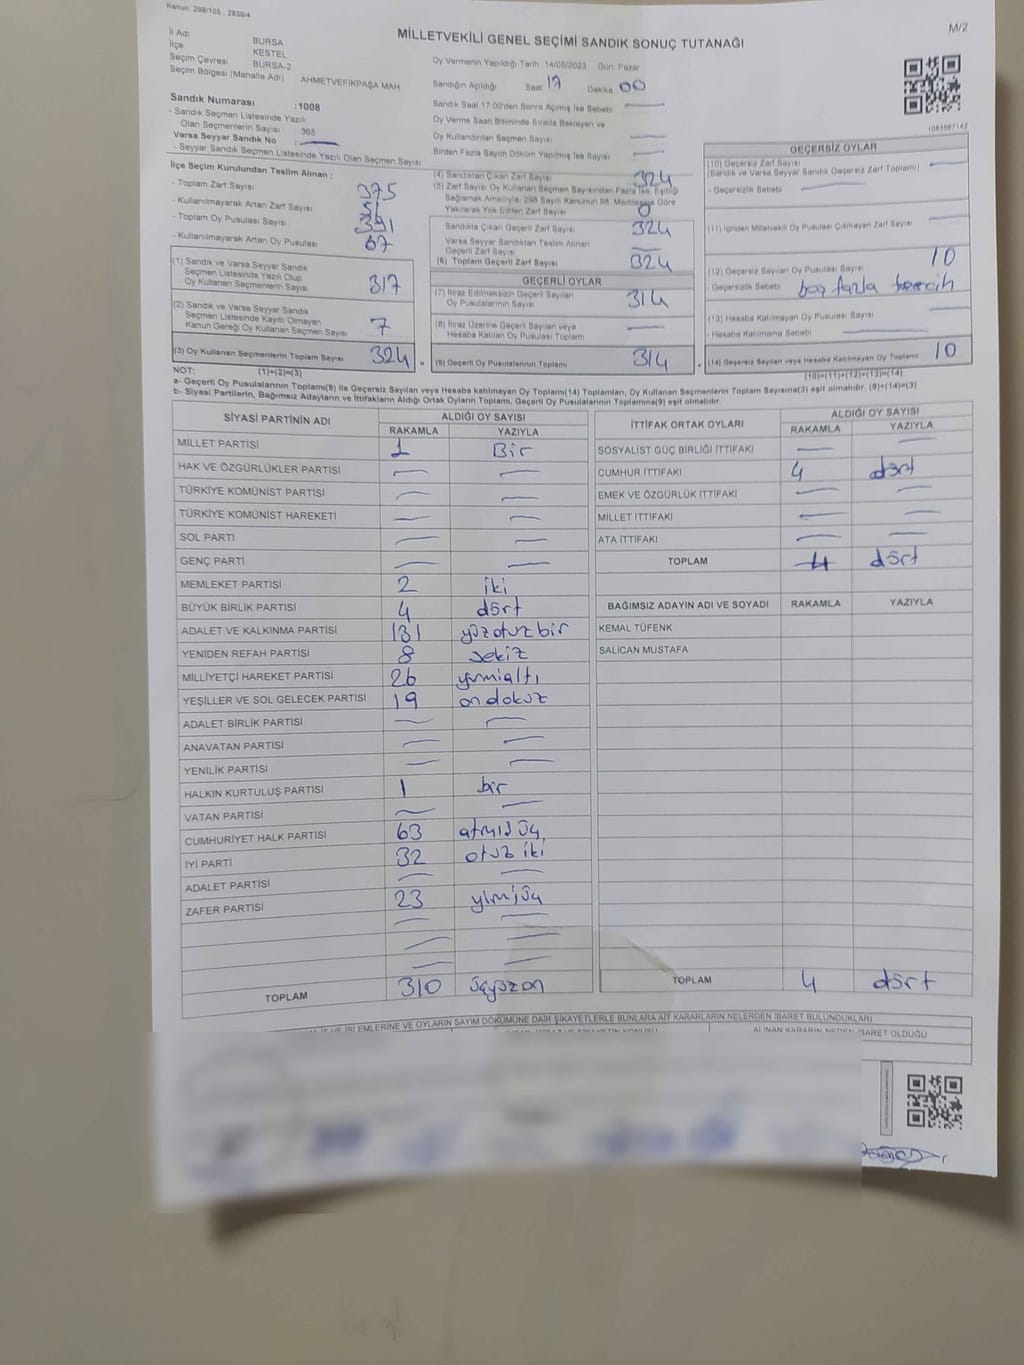 Kanun, 298/105 , 2839/4
M/2
MİLLETVEKİLİ GENEL SEÇİMİ SANDIK SONUÇ TUTANAĞI
İl Adı BURSA
İlçe KESTEL
Seçim Çevresi BURSA-2
Seçim Bölgesi (Mahalle Adı) AHMETVEFİKPAŞA MAH
Sandık Numarası :1008
- Sandık Seçmen Listesinde Yazılı
Olan Seçmenlerin Sayısı : 365
Varsa Seyyar Sandık No :
- Seyyar Sandık Seçmen Listesinde Yazılı Olan Seçmen Sayısı
Oy Vermenin Yapıldığı Tarih :14/05/2023 Gün: Pazar
Sandığın Açıldığı Saat 17 Dakika 00
Sandık Saat 17:00'den Sonra Açılmış İse Sebebi
Oy Verme Saati Bitiminde Sırada Bekleyen ve
Oy Kullandırılan Seçmen Sayısı
Birden Fazla Sayım Döküm Yapılmış İse Sayısı
İlçe Seçim Kurulundan Teslim Alınan :
- Toplam Zarf Sayısı 375
- Kullanılmayarak Artan Zarf Sayısı 51
- Toplam Oy Pusulası Sayısı 391
- Kullanılmayarak Artan Oy Pusulası 67
(1) Sandık ve Varsa Seyyar Sandık
Seçmen Listesinde Yazılı Olup
Oy Kullanan Seçmenlerin Sayısı 317
(2) Sandık ve Varsa Seyyar Sandık
Seçmen Listesinde Kayıtlı Olmayan
Kanun Gereği Oy Kullanan Seçmen Sayısı 7
(3) Oy Kullanan Seçmenlerin Toplam Sayısı 324
(4) Sandıktan Çıkan Zarf Sayısı 324
(5) Zarf Sayısı Oy Kullanan Seçmen Sayısından Fazla İse, Eşitliği
Sağlamak Amacıyla, 298 Sayılı Kanunun 98. Maddesine Göre
Yakılarak Yok Edilen Zarf Sayısı 0
Sandıkta Çıkan Geçerli Zarf Sayısı 324
Varsa Seyyar Sandıktan Teslim Alınan
Geçerli Zarf Sayısı
(6) Toplam Geçerli Zarf Sayısı 324
GEÇERLİ OYLAR
(7) İtiraz Edilmeksizin Geçerli Sayılan
Oy Pusulalarının Sayısı 314
(8) İtiraz Üzerine Geçerli Sayılan veya
Hesaba Katılan Oy Pusulası Toplamı
(9) Geçerli Oy Pusulalarının Toplamı 314
1083567142
GEÇERSİZ OYLAR
(10) Geçersiz Zarf Sayısı
(Sandık ve Varsa Seyyar Sandık Geçersiz Zarf Toplamı)
- Geçersizlik Sebebi
(11) İçinden Milletvekili Oy Pusulası Çıkmayan Zarf Sayısı
(12) Geçersiz Sayılan Oy Pusulası Sayısı 10
- Geçersizlik Sebebi boş fazla tercih
(13) Hesaba Katılmayan Oy Pusulası Sayısı
- Hesaba Katılmama Sebebi
(14) Geçersiz Sayılan veya Hesaba Katılmayan Oy Toplamı 10
NOT: (1)+(2)=(3) (10)+(11)+(12)+(13)=(14)
a- Geçerli Oy Pusulalarının Toplamı(9) ile Geçersiz Sayılan veya Hesaba katılmayan Oy Toplamı(14) Toplamları, Oy Kullanan Seçmenlerin Toplam Sayısına(3) eşit olmalıdır. (9)+(14)=(3)
b- Siyasi Partilerin, Bağımsız Adayların ve İttifakların Aldığı Ortak Oyların Toplamı, Geçerli Oy Pusulalarının Toplamına(9) eşit olmalıdır.
SİYASİ PARTİNİN ADI ALDIĞI OY SAYISI
RAKAMLA YAZIYLA
MİLLET PARTİSİ 1 Bir
HAK VE ÖZGÜRLÜKLER PARTİSİ
TÜRKİYE KOMÜNİST PARTİSİ
TÜRKİYE KOMÜNİST HAREKETİ
SOL PARTİ
GENÇ PARTİ
MEMLEKET PARTİSİ 2 iki
BÜYÜK BİRLİK PARTİSİ 4 dört
ADALET VE KALKINMA PARTİSİ 131 yüzotuzbir
YENİDEN REFAH PARTİSİ 8 sekiz
MİLLİYETÇİ HAREKET PARTİSİ 26 yirmialtı
YEŞİLLER VE SOL GELECEK PARTİSİ 19 ondokuz
ADALET BİRLİK PARTİSİ
ANAVATAN PARTİSİ
YENİLİK PARTİSİ
HALKIN KURTULUŞ PARTİSİ 1 bir
VATAN PARTİSİ
CUMHURİYET HALK PARTİSİ 63 atmışüç
İYİ PARTİ 32 otuz iki
ADALET PARTİSİ
ZAFER PARTİSİ 23 yirmiüç
TOPLAM 310 üçyüzon
İTTİFAK ORTAK OYLARI ALDIĞI OY SAYISI
RAKAMLA YAZIYLA
SOSYALİST GÜÇ BİRLİĞİ İTTİFAKI
CUMHUR İTTİFAKI 4 dört
EMEK VE ÖZGÜRLÜK İTTİFAKI
MİLLET İTTİFAKI
ATA İTTİFAKI
TOPLAM 4 dört
BAĞIMSIZ ADAYIN ADI VE SOYADI RAKAMLA YAZIYLA
KEMAL TÜFENK
SALİCAN MUSTAFA
TOPLAM 4 dört
İŞ VE İŞLEMLERİNE VE OYLARIN SAYIM DÖKÜMÜNE DAİR ŞİKAYETLERLE BUNLARA AİT KARARLARIN NELERDEN İBARET BULUNDUKLARI
ALINAN KARARIN NEDEN İBARET OLDUĞU